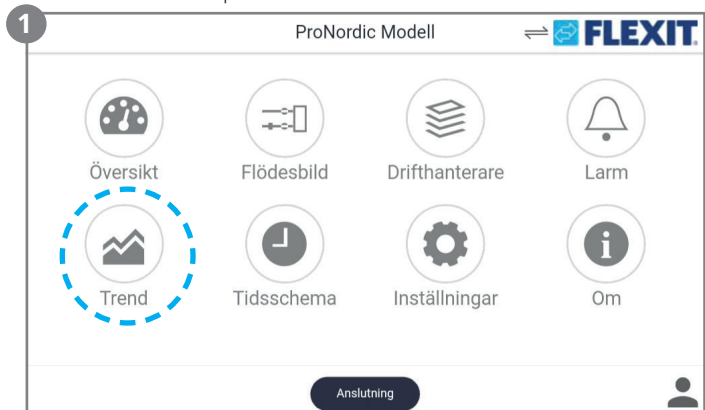 1
ProNordic Modell
FLEXIT.
Översikt
Flödesbild
Drifthanterare
Larm
Trend
Tidsschema
Inställningar
Om
Anslutning